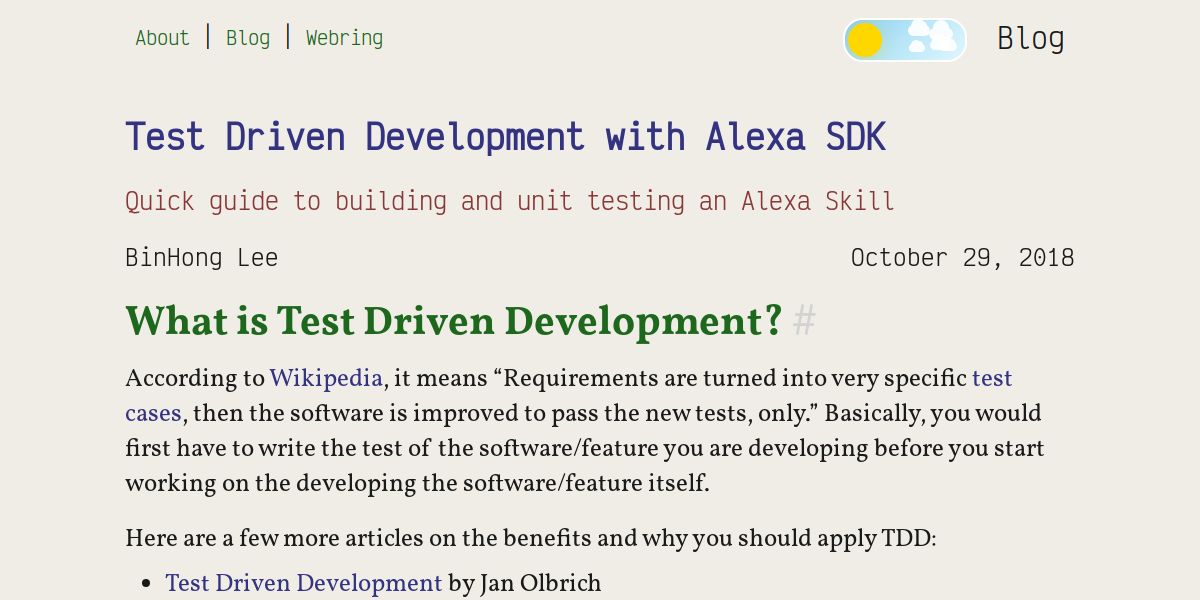 About | Blog | Webring
Blog
Test Driven Development with Alexa SDK
Quick guide to building and unit testing an Alexa Skill
BinHong Lee
October 29, 2018
What is Test Driven Development? #
According to Wikipedia, it means “Requirements are turned into very specific test
cases, then the software is improved to pass the new tests, only.” Basically, you would
first have to write the test of the software/feature you are developing before you start
working on the developing the software/feature itself.
Here are a few more articles on the benefits and why you should apply TDD:
• Test Driven Development by Jan Olbrich